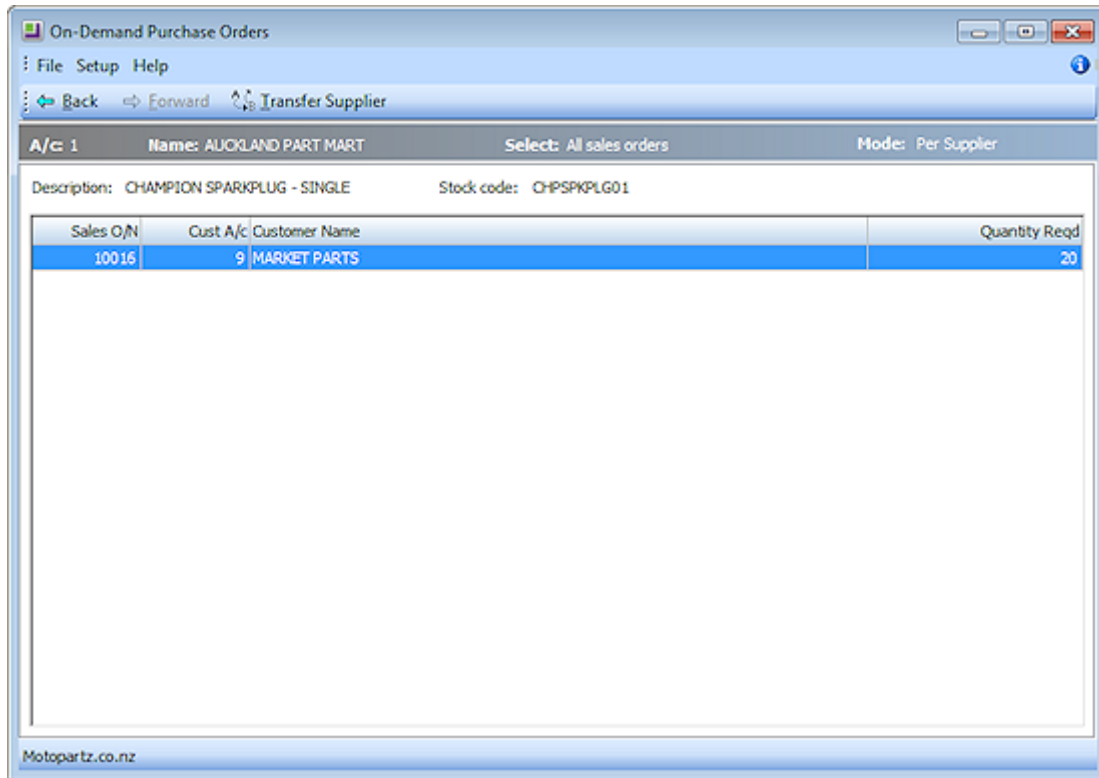 On-Demand Purchase Orders
File Setup Help
Back Forward Transfer Supplier
A/c: 1 Name: AUCKLAND PART MART Select: All sales orders Mode: Per Supplier
Description: CHAMPION SPARKPLUG - SINGLE Stock code: CHPSPKPLG01
Sales O/N Cust A/c Customer Name Quantity Reqd
10016 9 MARKET PARTS 20
Motopartz.co.nz